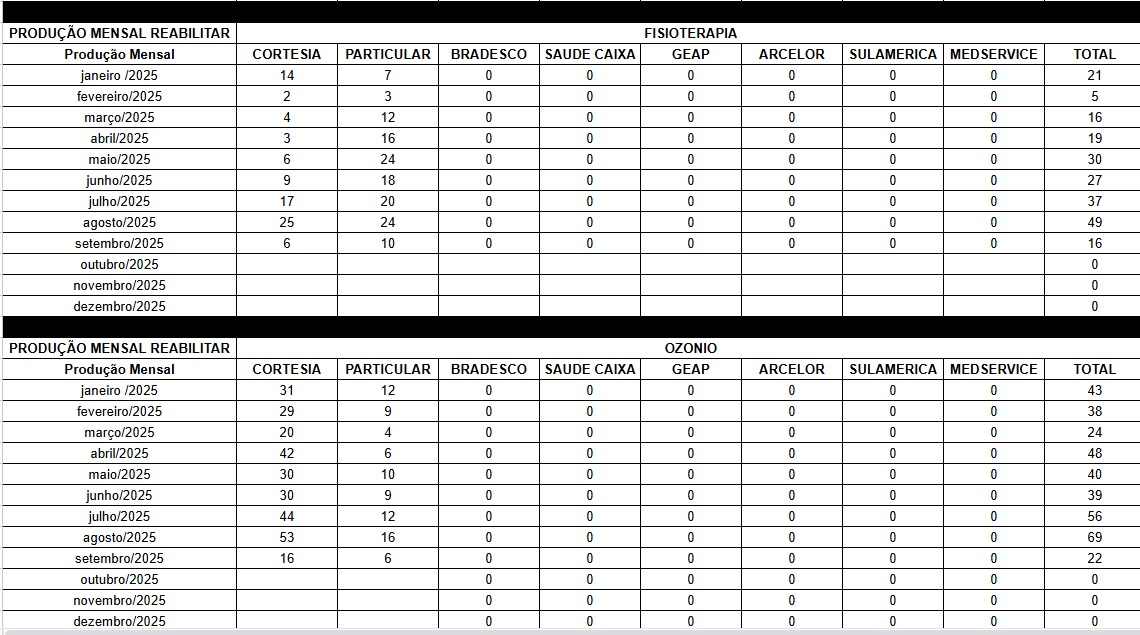 PRODUÇÃO MENSAL REABILITAR FISIOTERAPIA
Produção Mensal CORTESIA PARTICULAR BRADESCO SAUDE CAIXA GEAP ARCELOR SULAMERICA MEDSERVICE TOTAL
janeiro /2025 14 7 0 0 0 0 0 0 21
fevereiro/2025 2 3 0 0 0 0 0 0 5
março/2025 4 12 0 0 0 0 0 0 16
abril/2025 3 16 0 0 0 0 0 0 19
maio/2025 6 24 0 0 0 0 0 0 30
junho/2025 9 18 0 0 0 0 0 0 27
julho/2025 17 20 0 0 0 0 0 0 37
agosto/2025 25 24 0 0 0 0 0 0 49
setembro/2025 6 10 0 0 0 0 0 0 16
outubro/2025 0
novembro/2025 0
dezembro/2025 0
PRODUÇÃO MENSAL REABILITAR OZONIO
Produção Mensal CORTESIA PARTICULAR BRADESCO SAUDE CAIXA GEAP ARCELOR SULAMERICA MEDSERVICE TOTAL
janeiro /2025 31 12 0 0 0 0 0 0 43
fevereiro/2025 29 9 0 0 0 0 0 0 38
março/2025 20 4 0 0 0 0 0 0 24
abril/2025 42 6 0 0 0 0 0 0 48
maio/2025 30 10 0 0 0 0 0 0 40
junho/2025 30 9 0 0 0 0 0 0 39
julho/2025 44 12 0 0 0 0 0 0 56
agosto/2025 53 16 0 0 0 0 0 0 69
setembro/2025 16 6 0 0 0 0 0 0 22
outubro/2025 0 0 0 0 0 0 0
novembro/2025 0 0 0 0 0 0 0
dezembro/2025 0 0 0 0 0 0 0